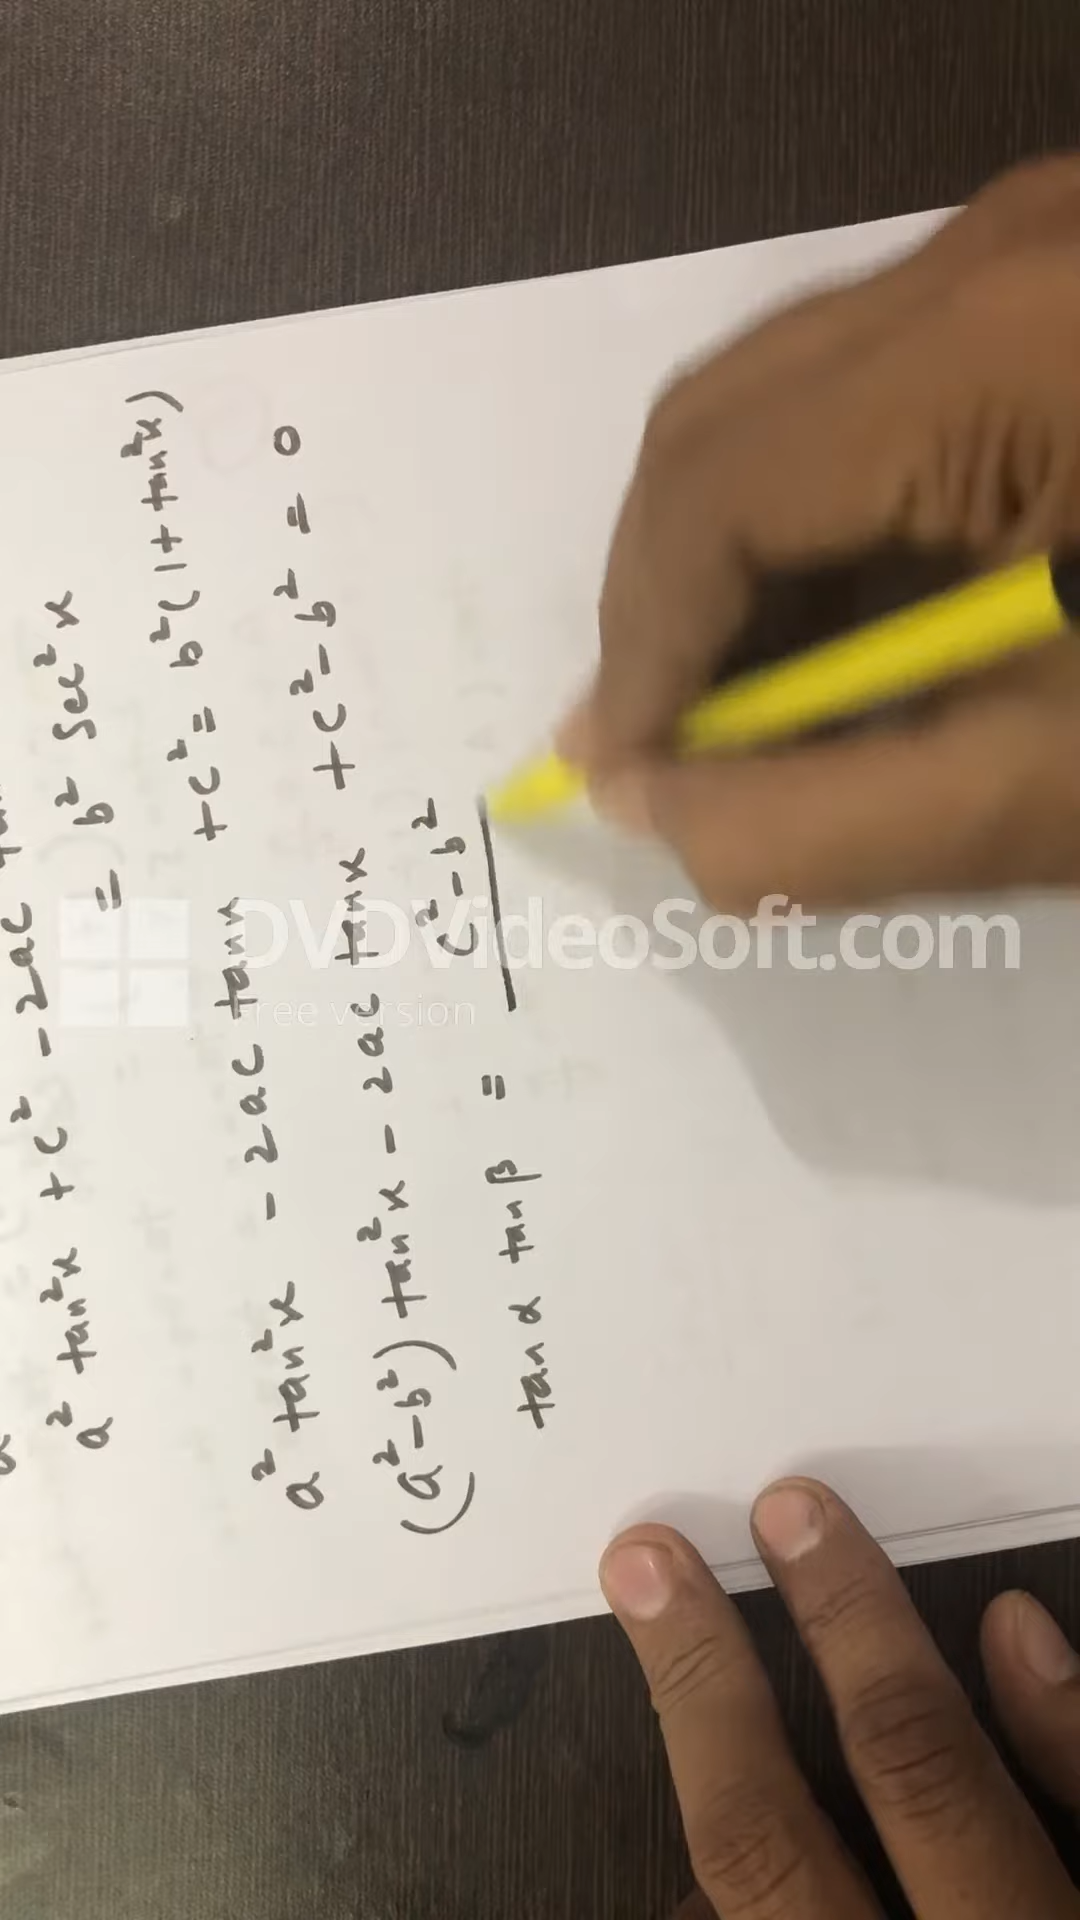 a² tan²x + c² - 2ac
= b² sec²x
a² tan²x - 2ac tanx + c² = b²(1 + tan²x)
(a² - b²) tan²x - 2ac tanx + c² - b² = 0
tan α tan β = c² - b²
DVDVideoSoft.com
Free version